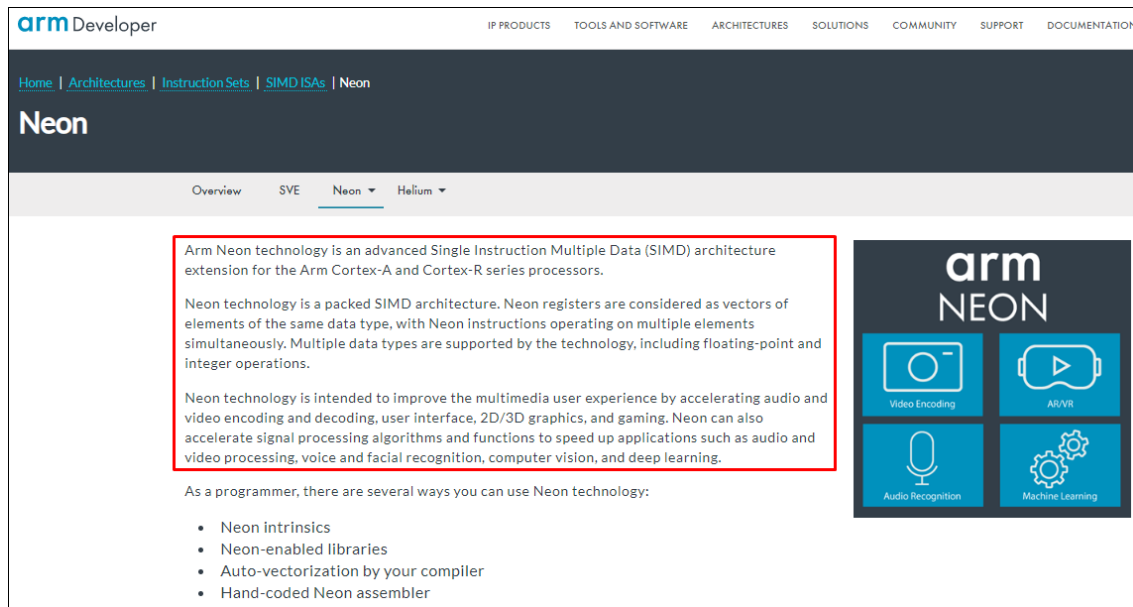 arm Developer
IP PRODUCTS TOOLS AND SOFTWARE ARCHITECTURES SOLUTIONS COMMUNITY SUPPORT DOCUMENTATION
Home | Architectures | Instruction Sets | SIMD ISAs | Neon
Neon
Overview SVE Neon Helium
Arm Neon technology is an advanced Single Instruction Multiple Data (SIMD) architecture
extension for the Arm Cortex-A and Cortex-R series processors.
Neon technology is a packed SIMD architecture. Neon registers are considered as vectors of
elements of the same data type, with Neon instructions operating on multiple elements
simultaneously. Multiple data types are supported by the technology, including floating-point and
integer operations.
Neon technology is intended to improve the multimedia user experience by accelerating audio and
video encoding and decoding, user interface, 2D/3D graphics, and gaming. Neon can also
accelerate signal processing algorithms and functions to speed up applications such as audio and
video processing, voice and facial recognition, computer vision, and deep learning.
As a programmer, there are several ways you can use Neon technology:
• Neon intrinsics
• Neon-enabled libraries
• Auto-vectorization by your compiler
• Hand-coded Neon assembler
arm
NEON
Video Encoding
AR/VR
Audio Recognition
Machine Learning